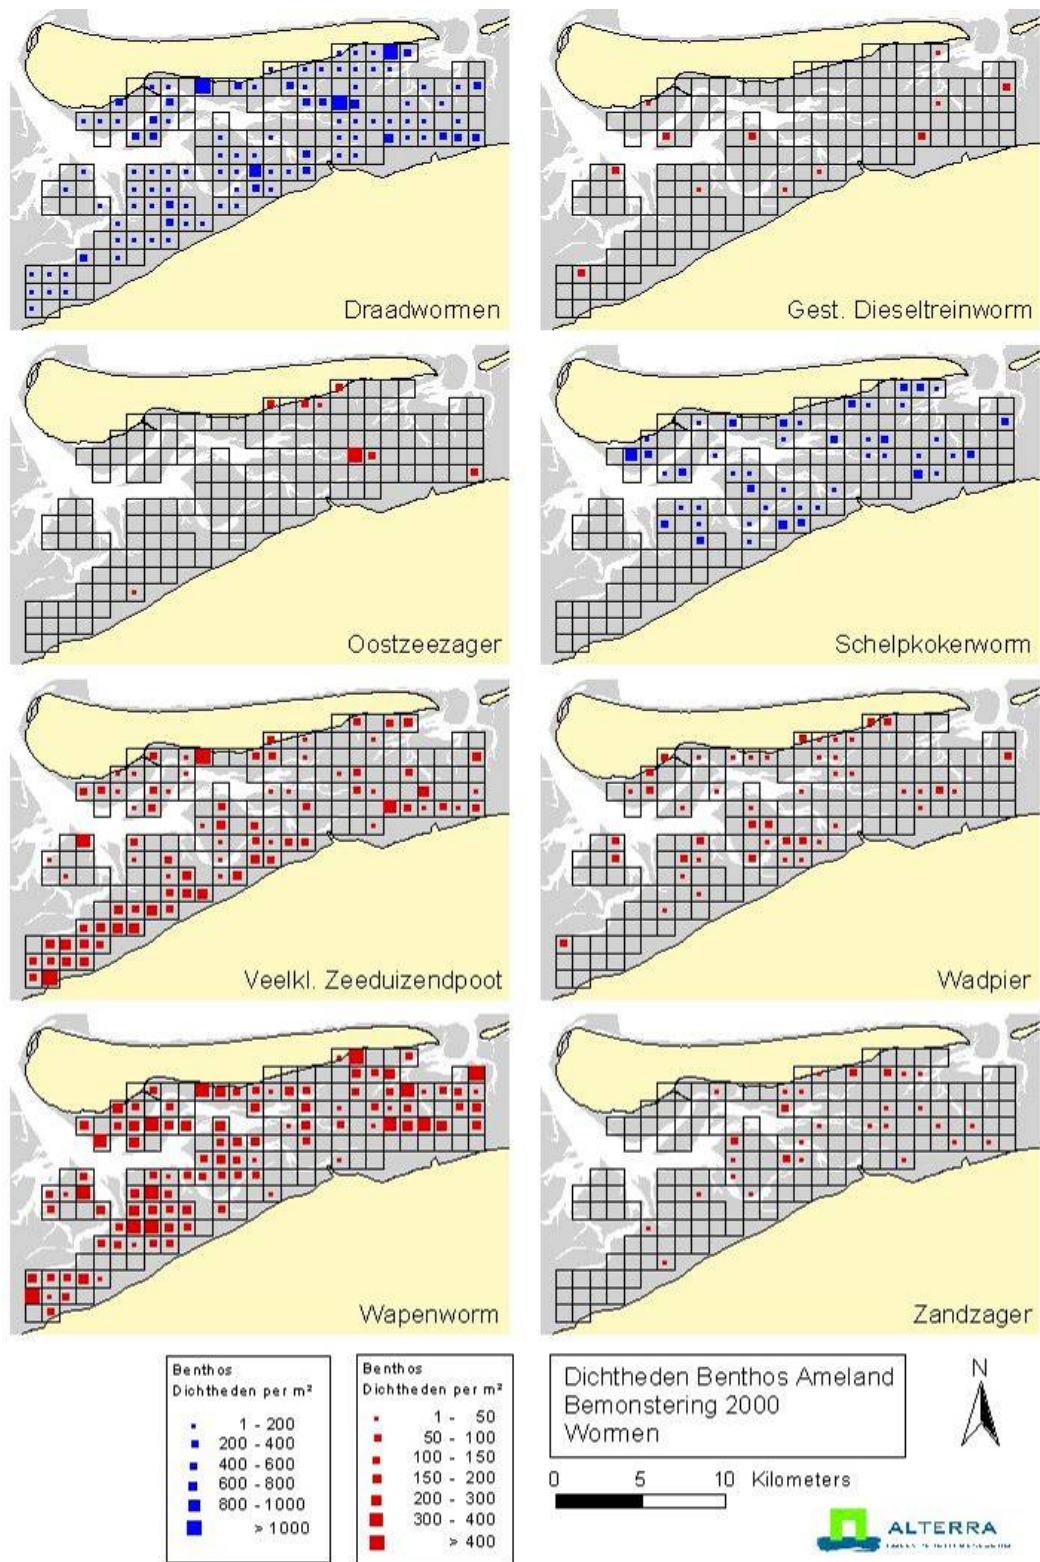 Draadwormen
Gest. Dieseltreinworm
Oostzeezager
Schelpkokerworm
Veelkl. Zeeduizendpoot
Wadpier
Wapenworm
Zandzager
Benthos
Dichtheden per m²
1 - 200
200 - 400
400 - 600
600 - 800
800 - 1000
> 1000
Benthos
Dichtheden per m²
1 - 50
50 - 100
100 - 150
150 - 200
200 - 300
300 - 400
> 400
Dichtheden Benthos Ameland
Bemonstering 2000
Wormen
N
0 5 10 Kilometers
ALTERRA